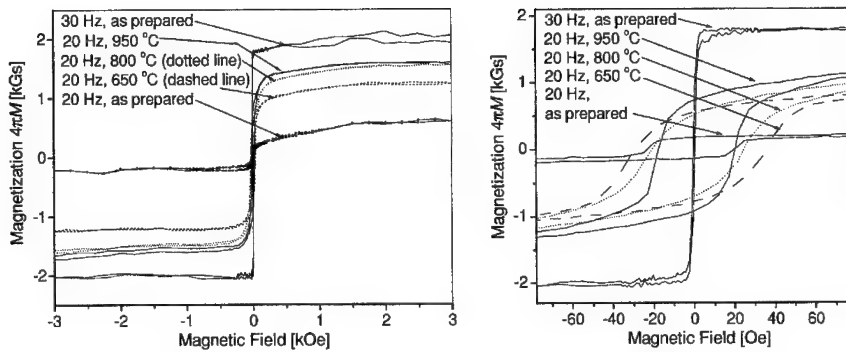 30 Hz, as prepared
20 Hz, 950 °C
20 Hz, 800 °C (dotted line)
20 Hz, 650 °C (dashed line)
20 Hz, as prepared
Magnetization 4πM [kGs]
2
1
0
-1
-2
-3
-2
-1
0
1
2
3
Magnetic Field [kOe]
30 Hz, as prepared
20 Hz, 950 °C
20 Hz, 800 °C
20 Hz, 650 °C
20 Hz,
as prepared
Magnetization 4πM [kGs]
2
1
0
-1
-2
-60
-40
-20
0
20
40
60
Magnetic Field [Oe]